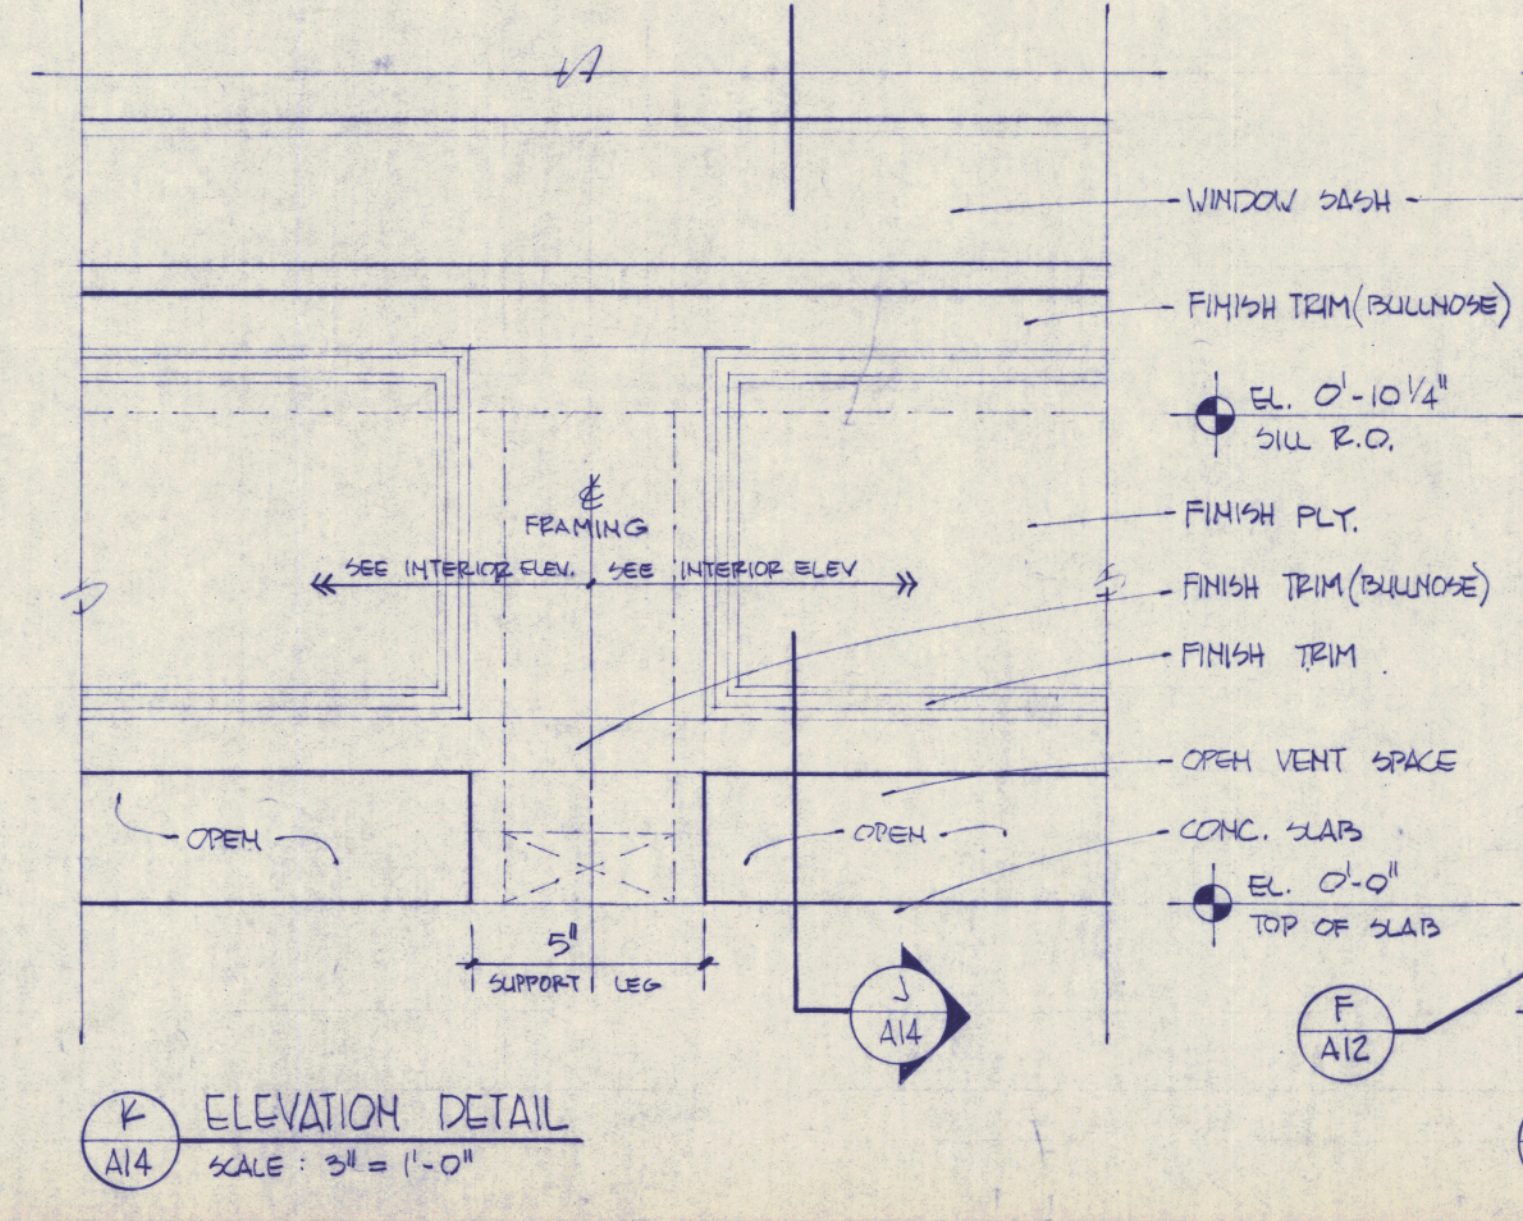 WINDOW SASH
FINISH TRIM (BULLNOSE)
EL. 0'-10 1/4"
SILL R.O.
FINISH PLY.
℄
FRAMING
SEE INTERIOR ELEV. SEE INTERIOR ELEV
FINISH TRIM (BULLNOSE)
FINISH TRIM
OPEN VENT SPACE
OPEN
OPEN
CONC. SLAB
EL. 0'-0"
TOP OF SLAB
5"
SUPPORT LEG
J
A14
F
A12
K
A14
ELEVATION DETAIL
SCALE : 3" = 1'-0"